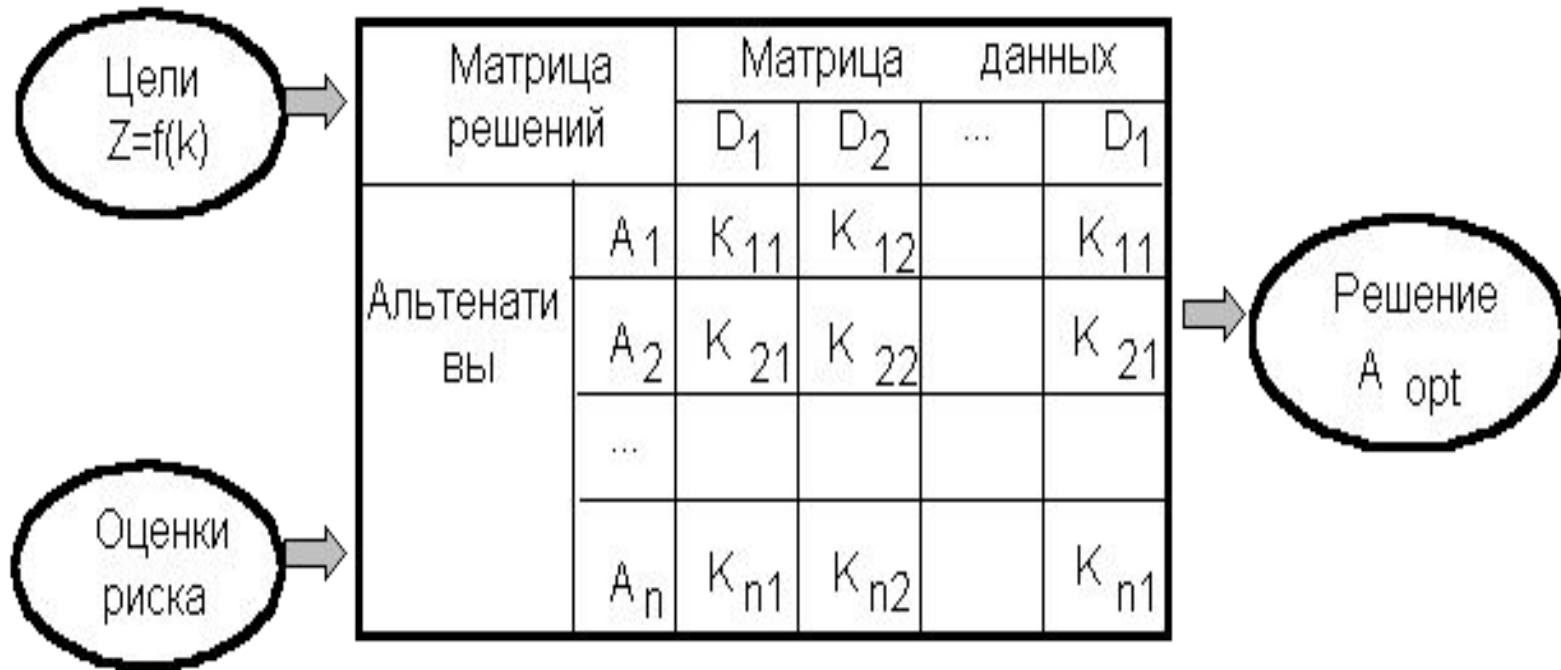 Цели
Z=f(k)
Матрица решений
Матрица данных
D1 D2 ... D1
Альтенати
вы
A1 K11 K12 K11
A2 K21 K22 K21
...
An Kn1 Kn2 Kn1
Оценки
риска
Решение
A opt